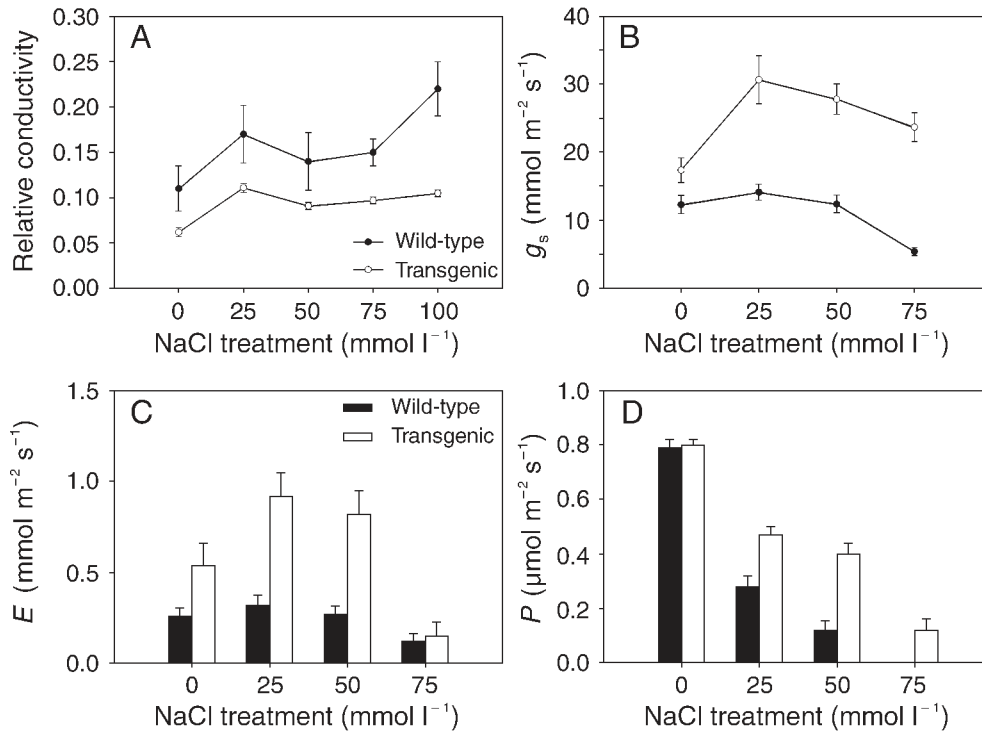 A
Relative conductivity
0.30
0.25
0.20
0.15
0.10
0.05
0.00
Wild-type
Transgenic
0 25 50 75 100
NaCl treatment (mmol l⁻¹)
B
gₛ (mmol m⁻² s⁻¹)
40
30
20
10
0
0 25 50 75
NaCl treatment (mmol l⁻¹)
C
E (mmol m⁻² s⁻¹)
1.5
1.0
0.5
0.0
Wild-type
Transgenic
0 25 50 75
NaCl treatment (mmol l⁻¹)
D
P (µmol m⁻² s⁻¹)
1.0
0.8
0.6
0.4
0.2
0.0
0 25 50 75
NaCl treatment (mmol l⁻¹)